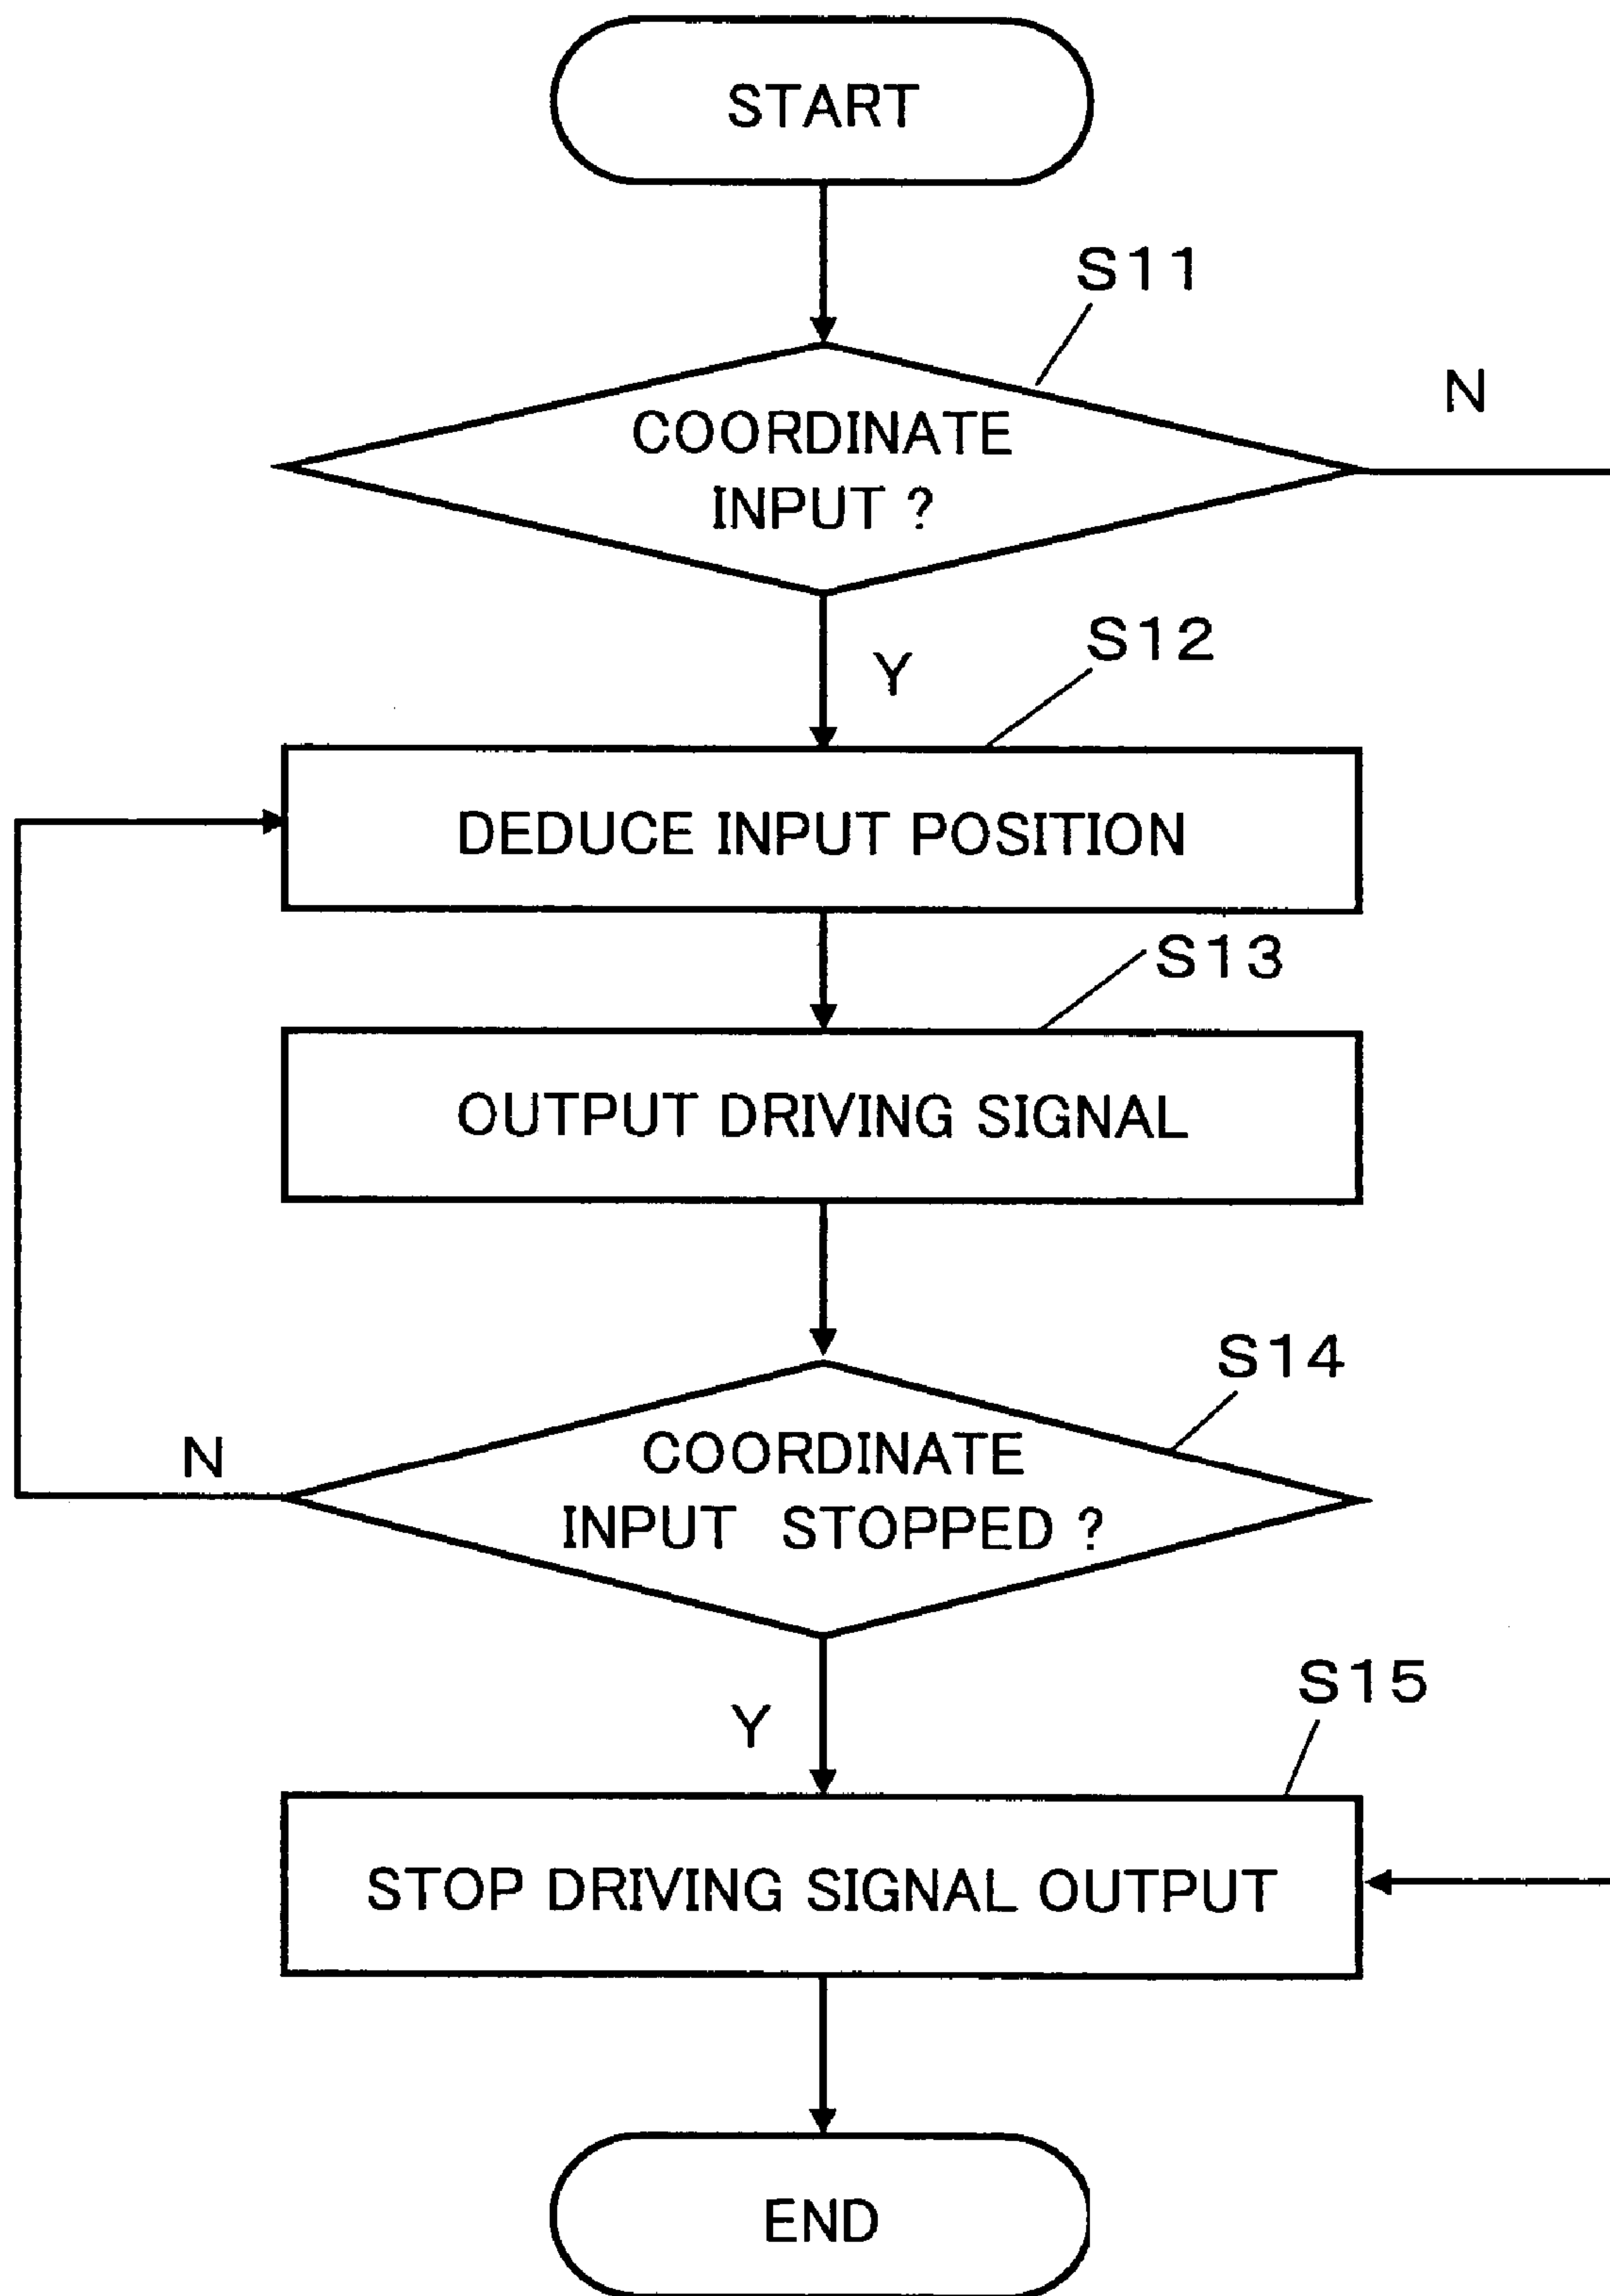 START
S11
COORDINATE
INPUT ?
N
Y
S12
DEDUCE INPUT POSITION
S13
OUTPUT DRIVING SIGNAL
S14
COORDINATE
INPUT STOPPED ?
N
Y
S15
STOP DRIVING SIGNAL OUTPUT
END